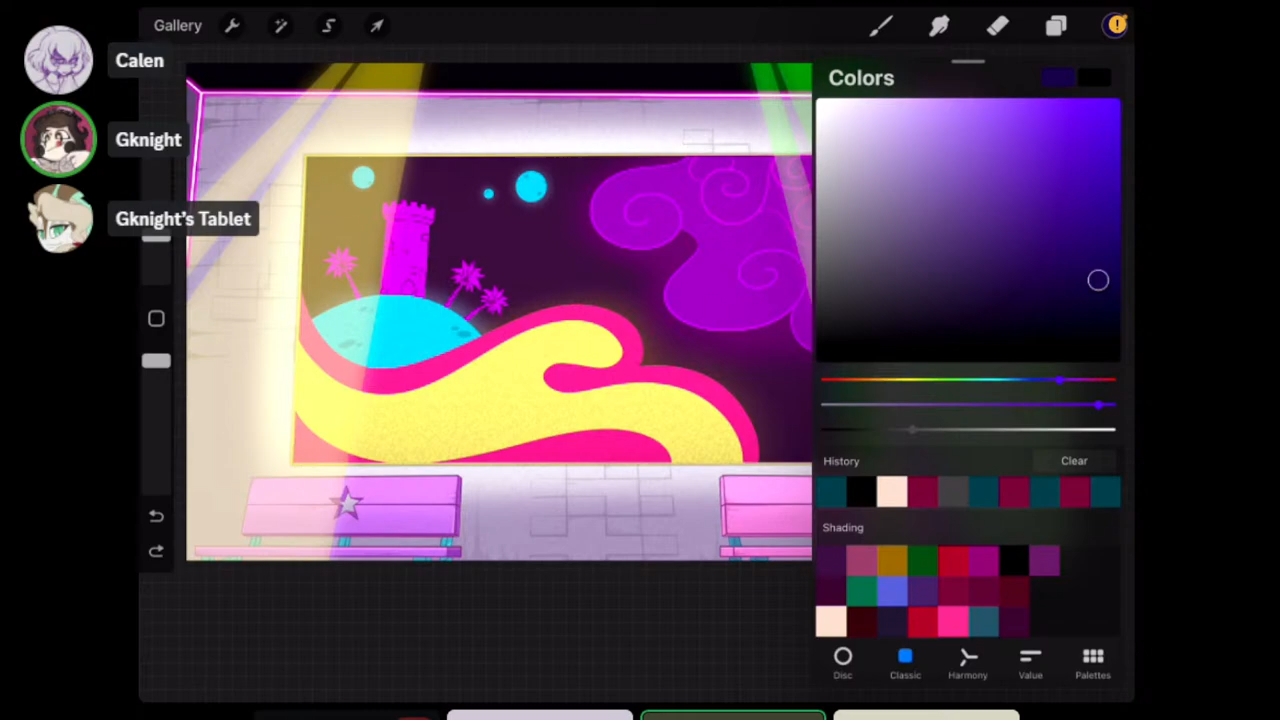 Gallery
Calen
Gknight
Gknight's Tablet
Colors
History
Clear
Shading
Disc
Classic
Harmony
Value
Palettes